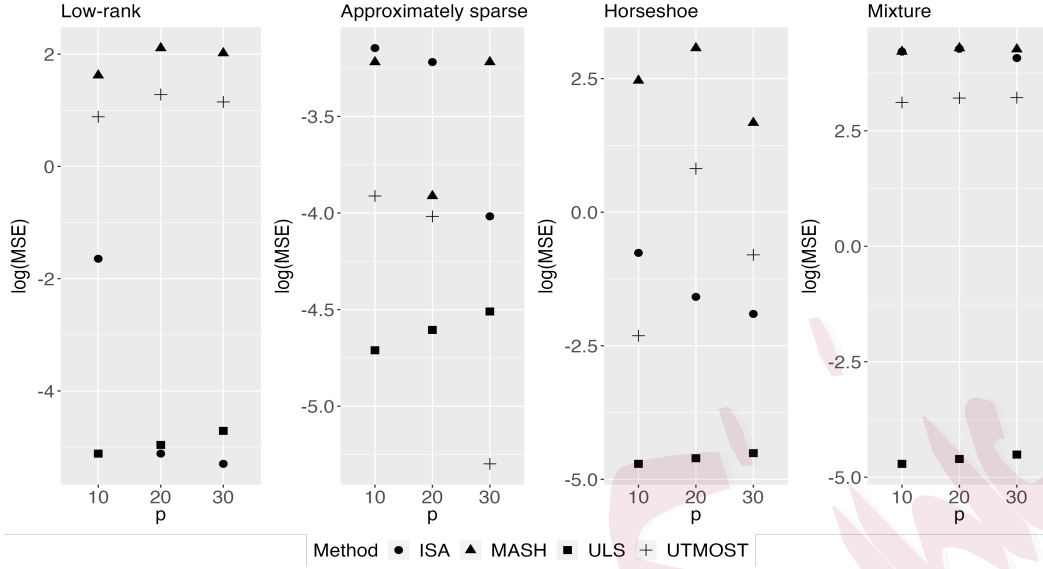 Low-rank
Approximately sparse
Horseshoe
Mixture
log(MSE)
2
0
-2
-4
10 20 30
p
log(MSE)
-3.5
-4.0
-4.5
-5.0
10 20 30
p
log(MSE)
2.5
0.0
-2.5
-5.0
10 20 30
p
log(MSE)
2.5
0.0
-2.5
-5.0
10 20 30
p
Method ISA MASH ULS UTMOST